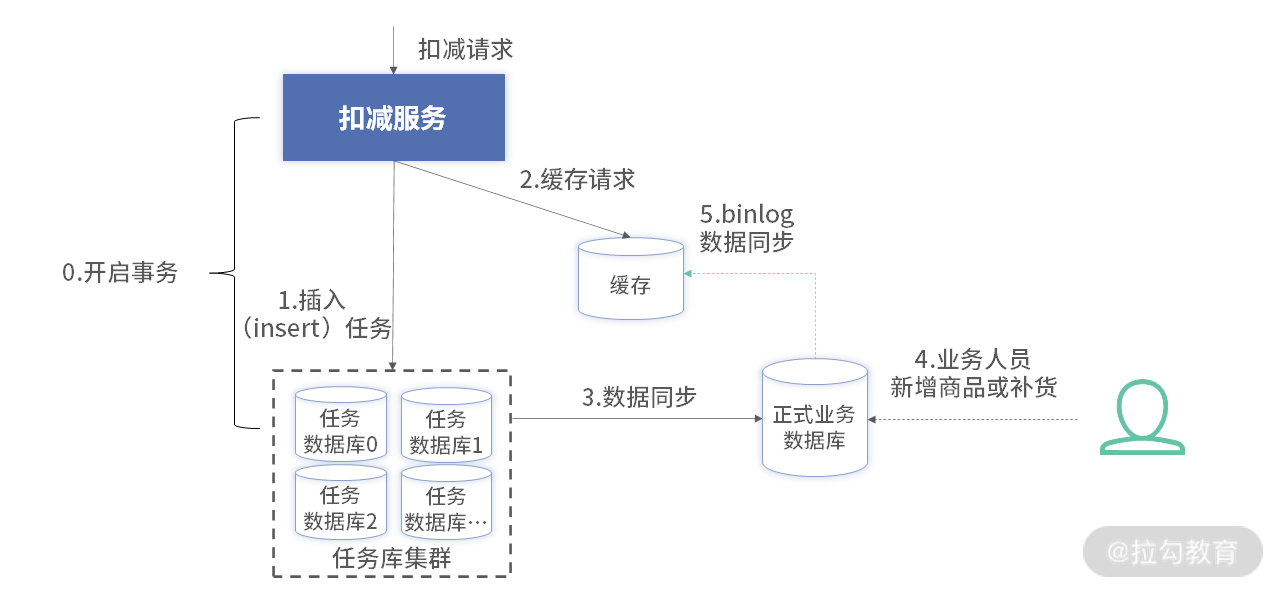 扣减请求
扣减服务
2.缓存请求
5.binlog
数据同步
0.开启事务
缓存
1.插入
（insert）任务
4.业务人员
新增商品或补货
3.数据同步
正式业务
数据库
任务
数据库0
任务
数据库1
任务
数据库2
任务
数据库…
任务库集群
@拉勾教育